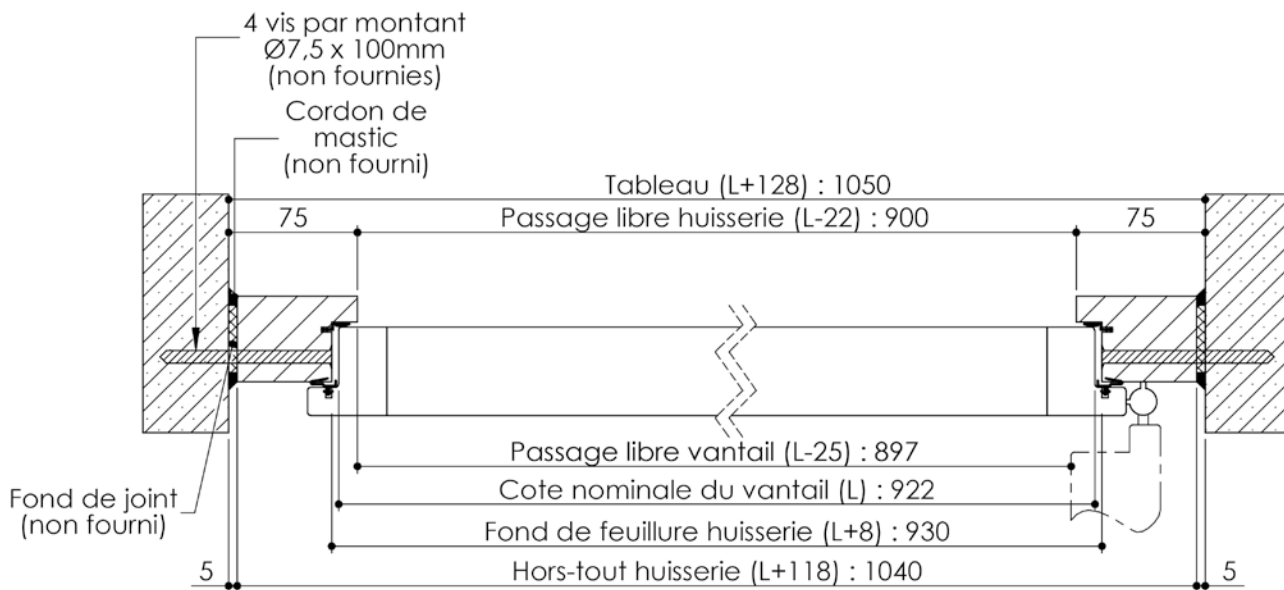 4 vis par montant
Ø7,5 x 100mm
(non fournies)
Cordon de
mastic
(non fourni)
Tableau (L+128) : 1050
75
Passage libre huisserie (L-22) : 900
75
Passage libre vantail (L-25) : 897
Cote nominale du vantail (L) : 922
Fond de joint
(non fourni)
Fond de feuillure huisserie (L+8) : 930
5
Hors-tout huisserie (L+118) : 1040
5